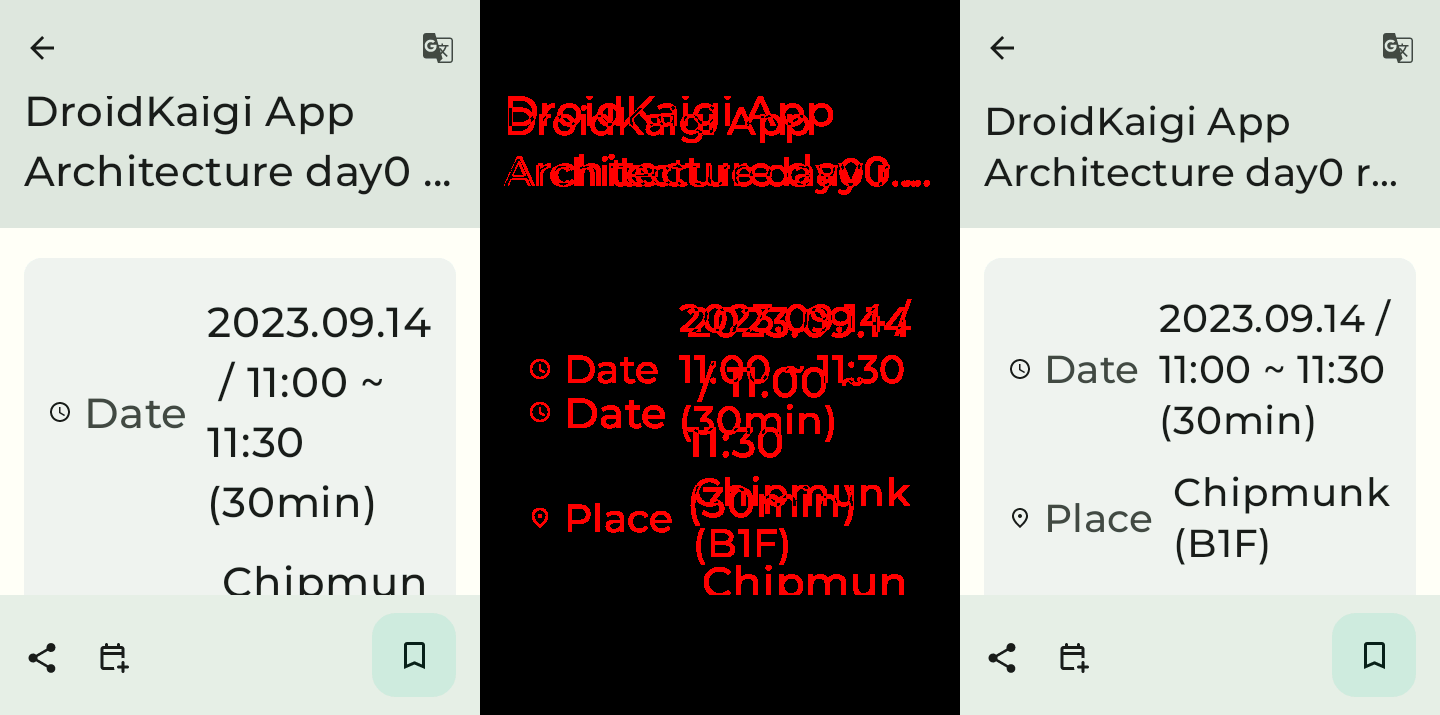 DroidKaigi App
Architecture day0 ...
2023.09.14
/ 11:00 ~
Date
11:30
(30min)
Chipmun
DroidKaigi App
DroidKaigi App
Architecture day0 ...
Architecture day0 r...
2023.09.14 /
2023.09.14
Date
11:00 ~ 11:30
/ 11:00 ~
Date
(30min)
11:30
Chipmunk
(30min)
Place
(B1F)
Chipmun
DroidKaigi App
Architecture day0 r...
2023.09.14 /
Date
11:00 ~ 11:30
(30min)
Chipmunk
Place
(B1F)